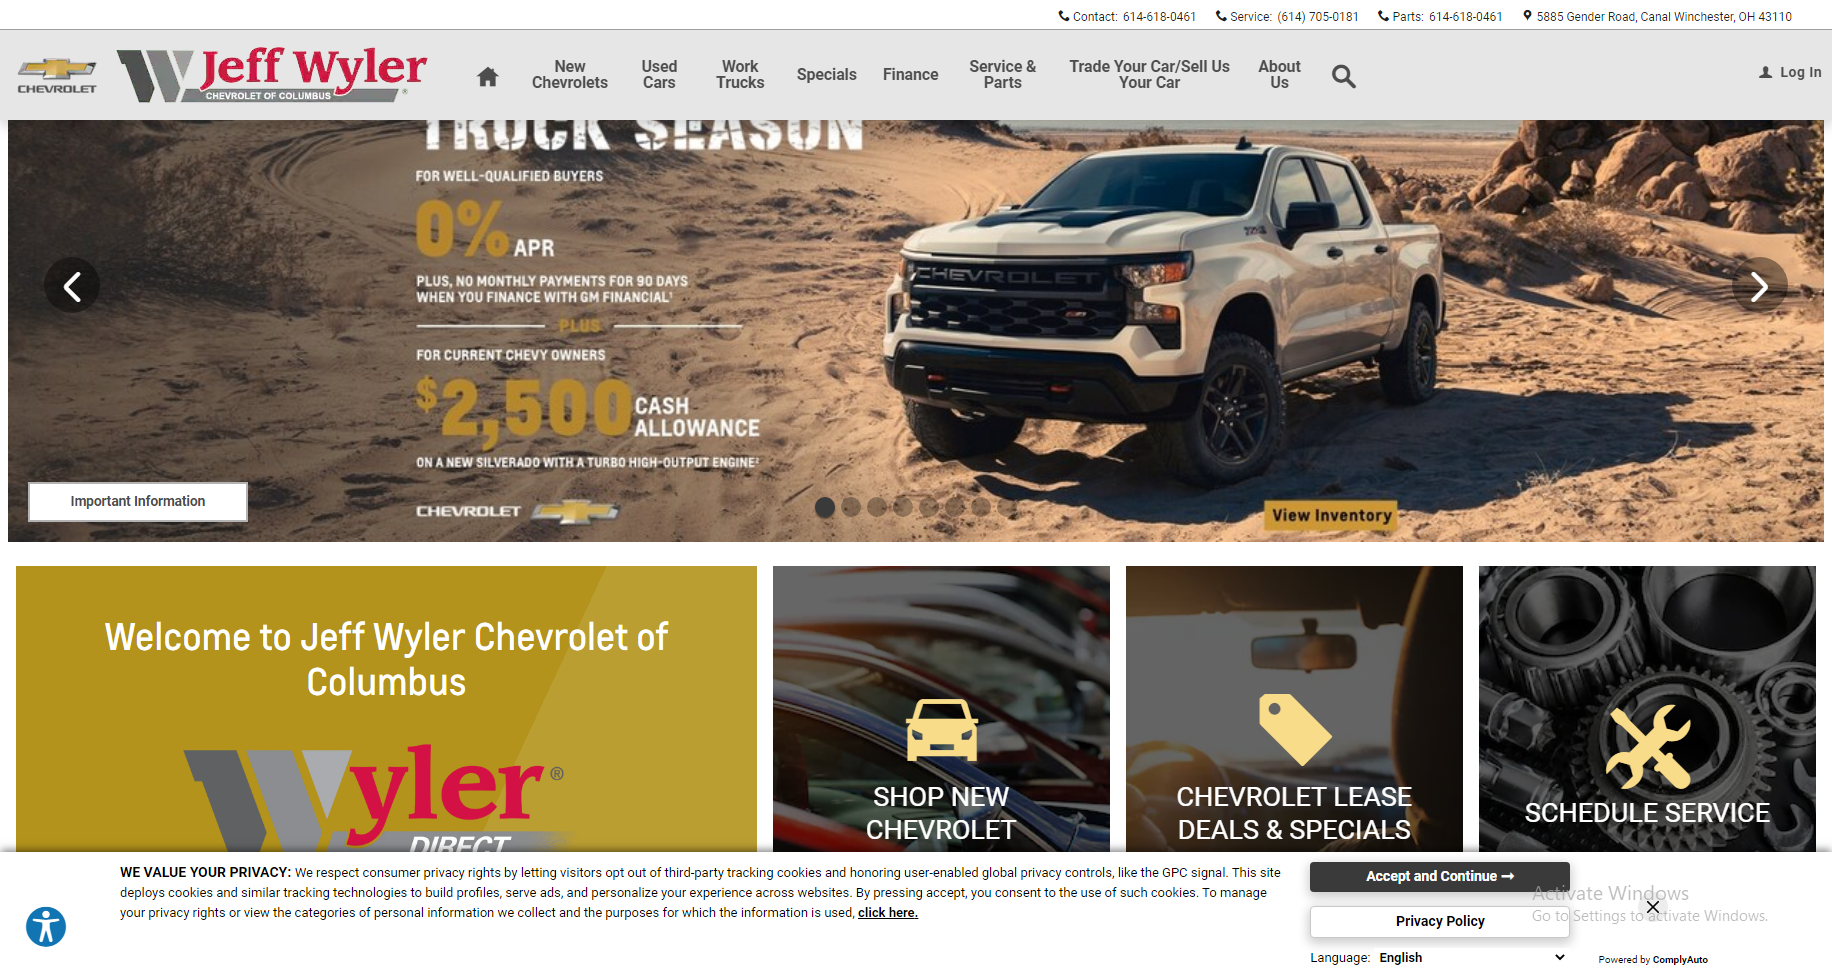 Contact: 614-618-0461 Service: (614) 705-0181 Parts: 614-618-0461 5885 Gender Road, Canal Winchester, OH 43110
CHEVROLET
Jeff Wyler
CHEVROLET OF COLUMBUS
New Chevrolets
Used Cars
Work Trucks
Specials
Finance
Service & Parts
Trade Your Car/Sell Us Your Car
About Us
Log In
TRUCK SEASON
FOR WELL-QUALIFIED BUYERS
0% APR
PLUS, NO MONTHLY PAYMENTS FOR 90 DAYS
WHEN YOU FINANCE WITH GM FINANCIAL¹
PLUS
FOR CURRENT CHEVY OWNERS
$2,500 CASH ALLOWANCE
ON A NEW SILVERADO WITH A TURBO HIGH-OUTPUT ENGINE²
CHEVROLET
CHEVROLET
Important Information
View Inventory
Welcome to Jeff Wyler Chevrolet of
Columbus
Wyler®
DIRECT
SHOP NEW
CHEVROLET
CHEVROLET LEASE
DEALS & SPECIALS
SCHEDULE SERVICE
WE VALUE YOUR PRIVACY: We respect consumer privacy rights by letting visitors opt out of third-party tracking cookies and honoring user-enabled global privacy controls, like the GPC signal. This site
deploys cookies and similar tracking technologies to build profiles, serve ads, and personalize your experience across websites. By pressing accept, you consent to the use of such cookies. To manage
your privacy rights or view the categories of personal information we collect and the purposes for which the information is used, click here.
Accept and Continue →
Privacy Policy
Language: English
Powered by ComplyAuto
Activate Windows
Go to Settings to activate Windows.